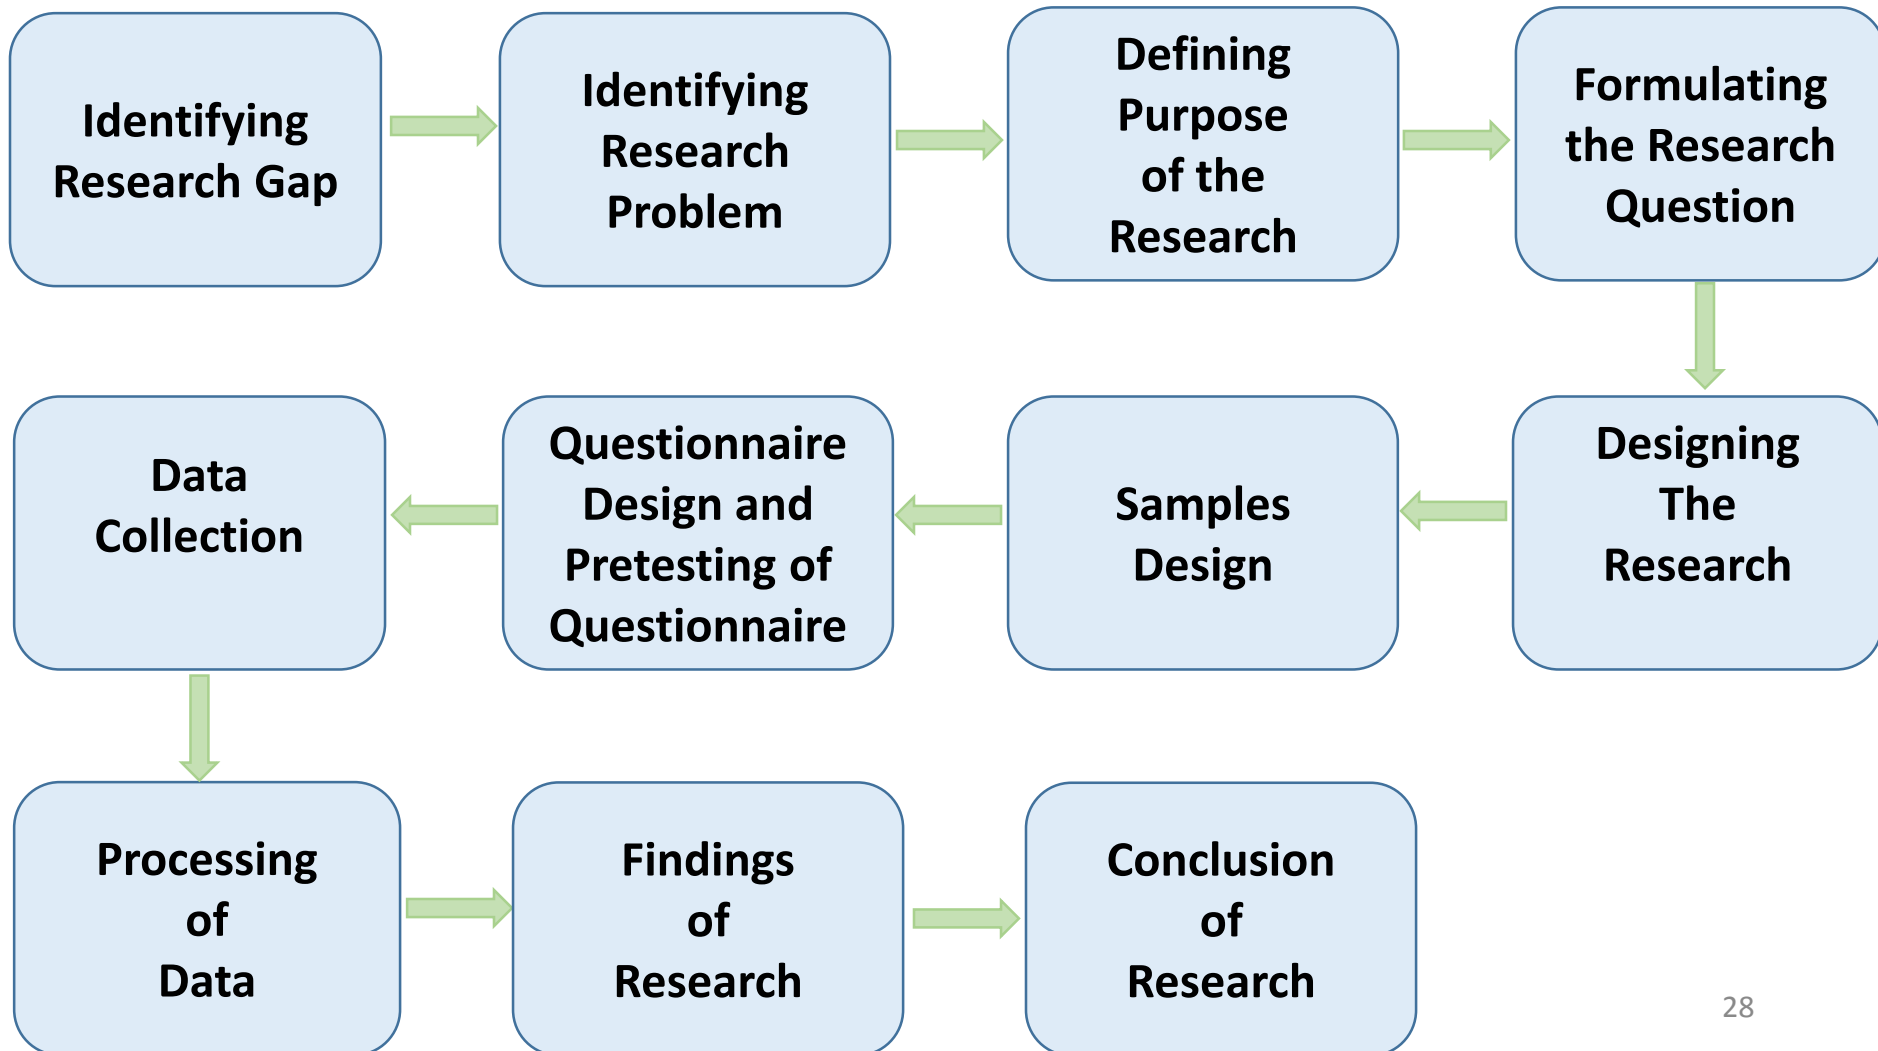 Identifying
Research Gap
Identifying
Research
Problem
Defining
Purpose
of the
Research
Formulating
the Research
Question
Designing
The
Research
Samples
Design
Questionnaire
Design and
Pretesting of
Questionnaire
Data
Collection
Processing
of
Data
Findings
of
Research
Conclusion
of
Research
28